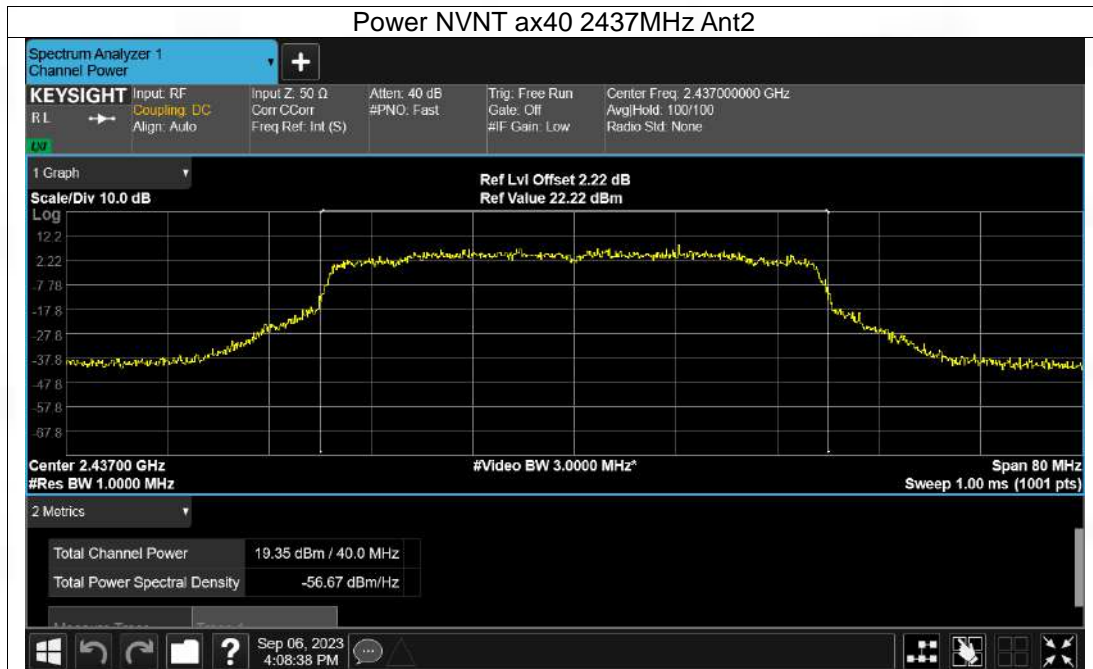 Power NVNT ax40 2437MHz Ant2
Spectrum Analyzer 1
Channel Power
KEYSIGHT
R L
LXI
Input: RF
Coupling: DC
Align: Auto
Input Z: 50 Ω
Corr CCorr
Freq Ref: Int (S)
Atten: 40 dB
#PNO: Fast
Trig: Free Run
Gate: Off
#IF Gain: Low
Center Freq: 2.437000000 GHz
Avg|Hold: 100/100
Radio Std: None
1 Graph
Scale/Div 10.0 dB
Ref Lvl Offset 2.22 dB
Ref Value 22.22 dBm
Log
12.2
2.22
-7.78
-17.8
-27.8
-37.8
-47.8
-57.8
-67.8
Center 2.43700 GHz
#Video BW 3.0000 MHz*
Span 80 MHz
#Res BW 1.0000 MHz
Sweep 1.00 ms (1001 pts)
2 Metrics
Total Channel Power 19.35 dBm / 40.0 MHz
Total Power Spectral Density -56.67 dBm/Hz
Sep 06, 2023
4:08:38 PM